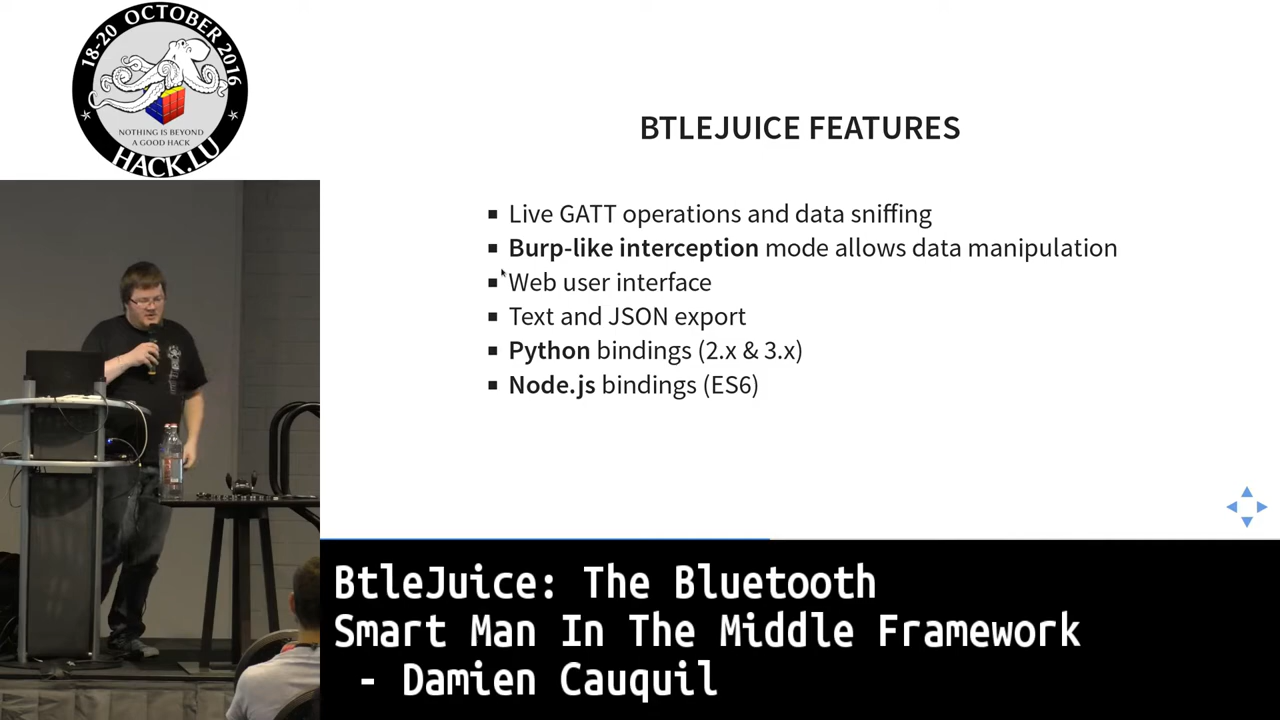 18-20 OCTOBER 2016
NOTHING IS BEYOND
A GOOD HACK
HACK.LU
BTLEJUICE FEATURES
Live GATT operations and data sniffing
Burp-like interception mode allows data manipulation
Web user interface
Text and JSON export
Python bindings (2.x & 3.x)
Node.js bindings (ES6)
BtleJuice: The Bluetooth
Smart Man In The Middle Framework
- Damien Cauquil